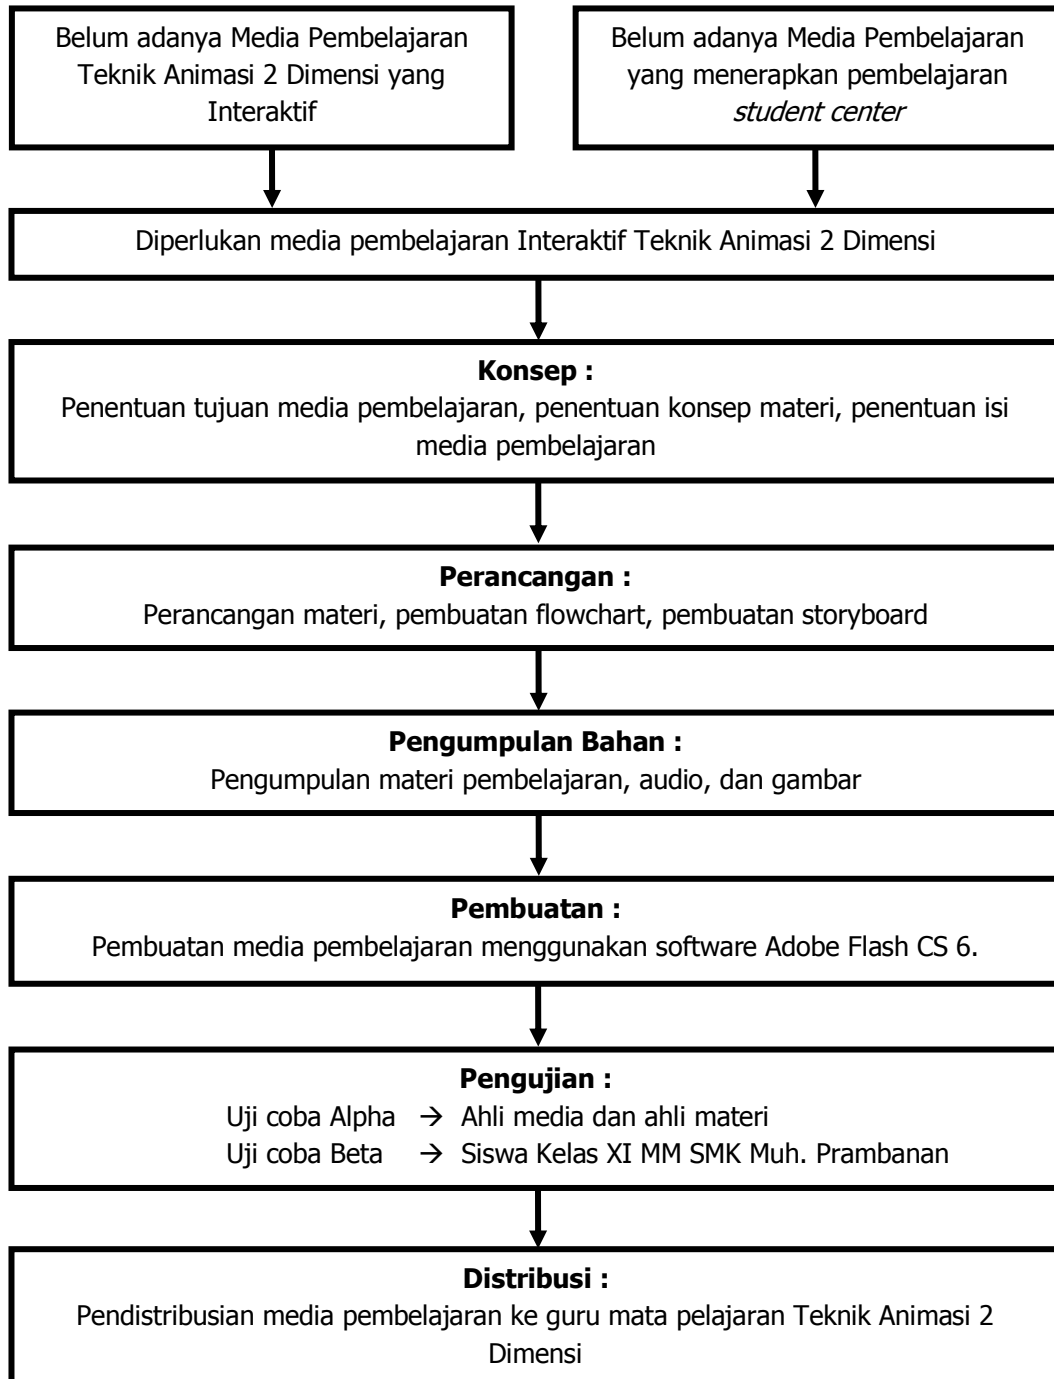 Belum adanya Media Pembelajaran
Teknik Animasi 2 Dimensi yang
Interaktif
Belum adanya Media Pembelajaran
yang menerapkan pembelajaran
student center
Diperlukan media pembelajaran Interaktif Teknik Animasi 2 Dimensi
Konsep :
Penentuan tujuan media pembelajaran, penentuan konsep materi, penentuan isi
media pembelajaran
Perancangan :
Perancangan materi, pembuatan flowchart, pembuatan storyboard
Pengumpulan Bahan :
Pengumpulan materi pembelajaran, audio, dan gambar
Pembuatan :
Pembuatan media pembelajaran menggunakan software Adobe Flash CS 6.
Pengujian :
Uji coba Alpha → Ahli media dan ahli materi
Uji coba Beta → Siswa Kelas XI MM SMK Muh. Prambanan
Distribusi :
Pendistribusian media pembelajaran ke guru mata pelajaran Teknik Animasi 2
Dimensi